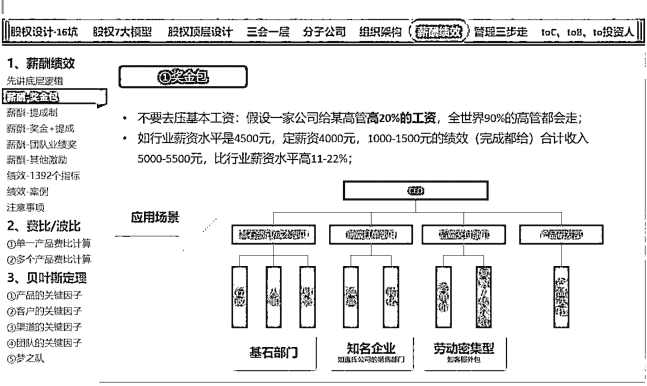 股权设计-16坑 股权7大模型 股权顶层设计 三会一层 分子公司 组织架构 薪酬绩效 管理三步走 toC、toB、to投资人
1、薪酬绩效
先讲底层逻辑
薪酬-奖金包
薪酬-提成制
薪酬-奖金+提成
薪酬-团队业绩奖
薪酬-其他激励
绩效-1392个指标
绩效-案例
注意事项
2、费比/波比
①单一产品费比计算
②多个产品费比计算
3、贝叶斯定理
①产品的关键因子
②客户的关键因子
③渠道的关键因子
④团队的关键因子
⑤梦之队
①奖金包
• 不要去压基本工资：假设一家公司给某高管高20%的工资，全世界90%的高管都会走；
• 如行业薪资水平是4500元，定薪资4000元，1000-1500元的绩效（完成都给）合计收入
5000-5500元，比行业薪资水平高11-22%；
应用场景
CEO
基石部门
知名企业
劳动密集型
如客服外包